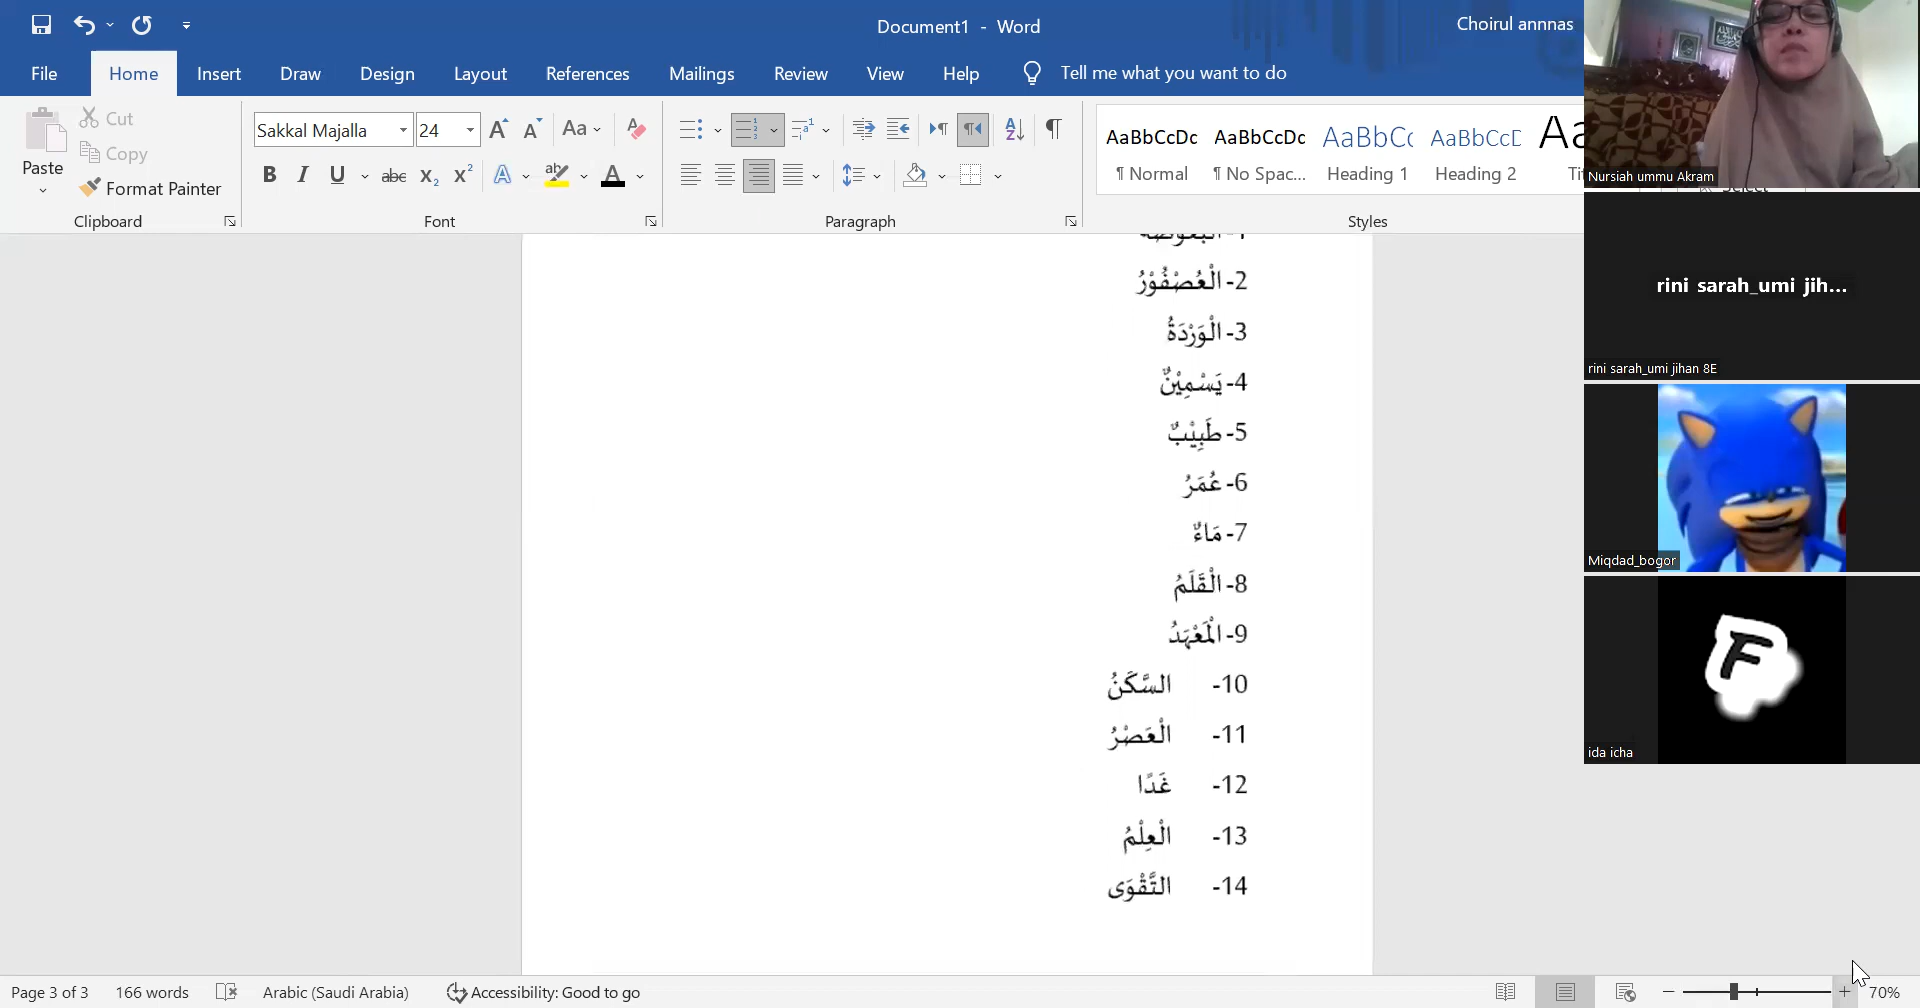 Document1 - Word
Choirul annnas
File Home Insert Draw Design Layout References Mailings Review View Help Tell me what you want to do
Paste
Cut
Copy
Format Painter
Clipboard
Sakkal Majalla 24
Font
Paragraph
AaBbCcDc AaBbCcDc AaBbCc AaBbCcD
¶ Normal ¶ No Spac... Heading 1 Heading 2
Styles
Nursiah ummu Akram
2- الْعُصْفُوْرُ
3- الْوَرْدَةُ
4- يَسْمِيْنٌ
5- طَبِيْبٌ
6- عُمَرُ
7- مَاءٌ
8- الْقَلَمُ
9- الْمَعْهَدُ
10- السَّكَنُ
11- الْعَصْرُ
12- غَدًا
13- الْعِلْمُ
14- التَّقْوَى
rini sarah_umi jih...
rini sarah_umi jihan 8E
Miqdad_bogor
F
ida icha
Page 3 of 3 166 words Arabic (Saudi Arabia) Accessibility: Good to go 70%